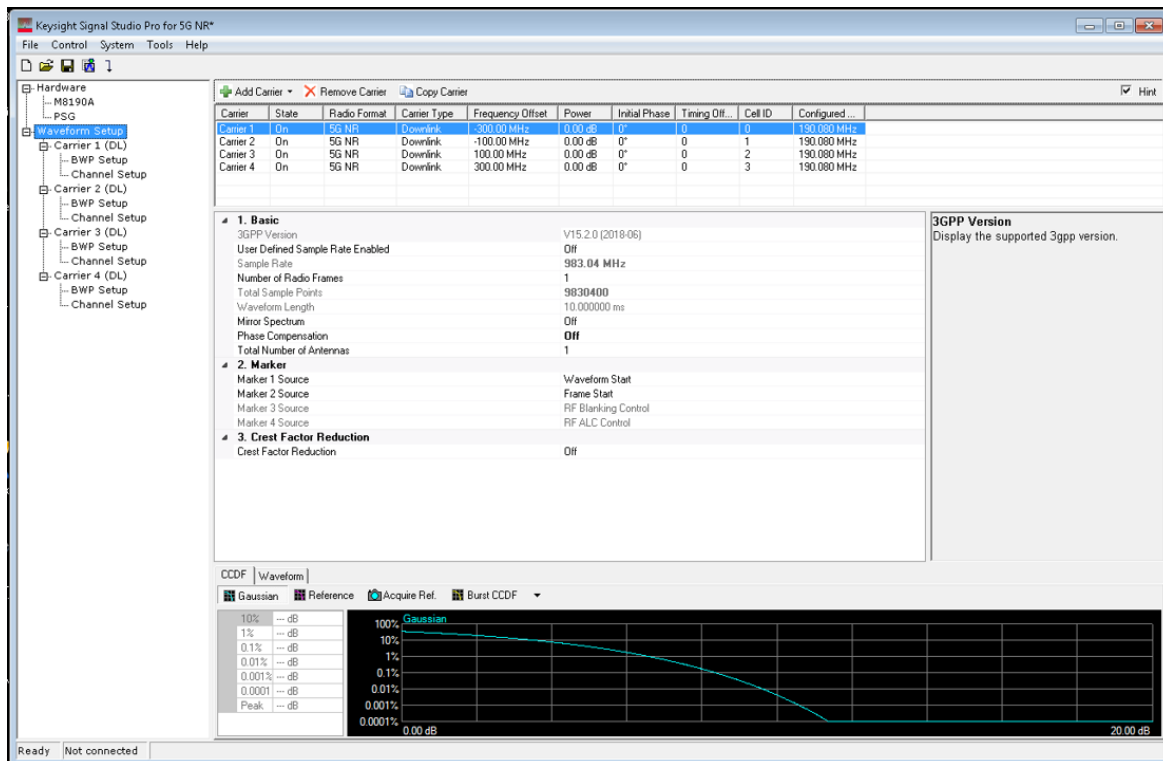 Keysight Signal Studio Pro for 5G NR*
File Control System Tools Help
Hardware
M8190A
PSG
Waveform Setup
Carrier 1 (DL)
BWP Setup
Channel Setup
Carrier 2 (DL)
BWP Setup
Channel Setup
Carrier 3 (DL)
BWP Setup
Channel Setup
Carrier 4 (DL)
BWP Setup
Channel Setup
Add Carrier Remove Carrier Copy Carrier Hint
Carrier State Radio Format Carrier Type Frequency Offset Power Initial Phase Timing Off... Cell ID Configured ...
Carrier 1 On 5G NR Downlink -300.00 MHz 0.00 dB 0° 0 0 190.080 MHz
Carrier 2 On 5G NR Downlink -100.00 MHz 0.00 dB 0° 0 1 190.080 MHz
Carrier 3 On 5G NR Downlink 100.00 MHz 0.00 dB 0° 0 2 190.080 MHz
Carrier 4 On 5G NR Downlink 300.00 MHz 0.00 dB 0° 0 3 190.080 MHz
1. Basic
3GPP Version V15.2.0 (2018-06)
User Defined Sample Rate Enabled Off
Sample Rate 983.04 MHz
Number of Radio Frames 1
Total Sample Points 9830400
Waveform Length 10.000000 ms
Mirror Spectrum Off
Phase Compensation Off
Total Number of Antennas 1
2. Marker
Marker 1 Source Waveform Start
Marker 2 Source Frame Start
Marker 3 Source RF Blanking Control
Marker 4 Source RF ALC Control
3. Crest Factor Reduction
Crest Factor Reduction Off
3GPP Version
Display the supported 3gpp version.
CCDF Waveform
Gaussian Reference Acquire Ref. Burst CCDF
10% --- dB
1% --- dB
0.1% --- dB
0.01% --- dB
0.001% --- dB
0.0001 --- dB
Peak --- dB
Gaussian
100%
10%
1%
0.1%
0.01%
0.001%
0.0001%
0.00 dB 20.00 dB
Ready Not connected